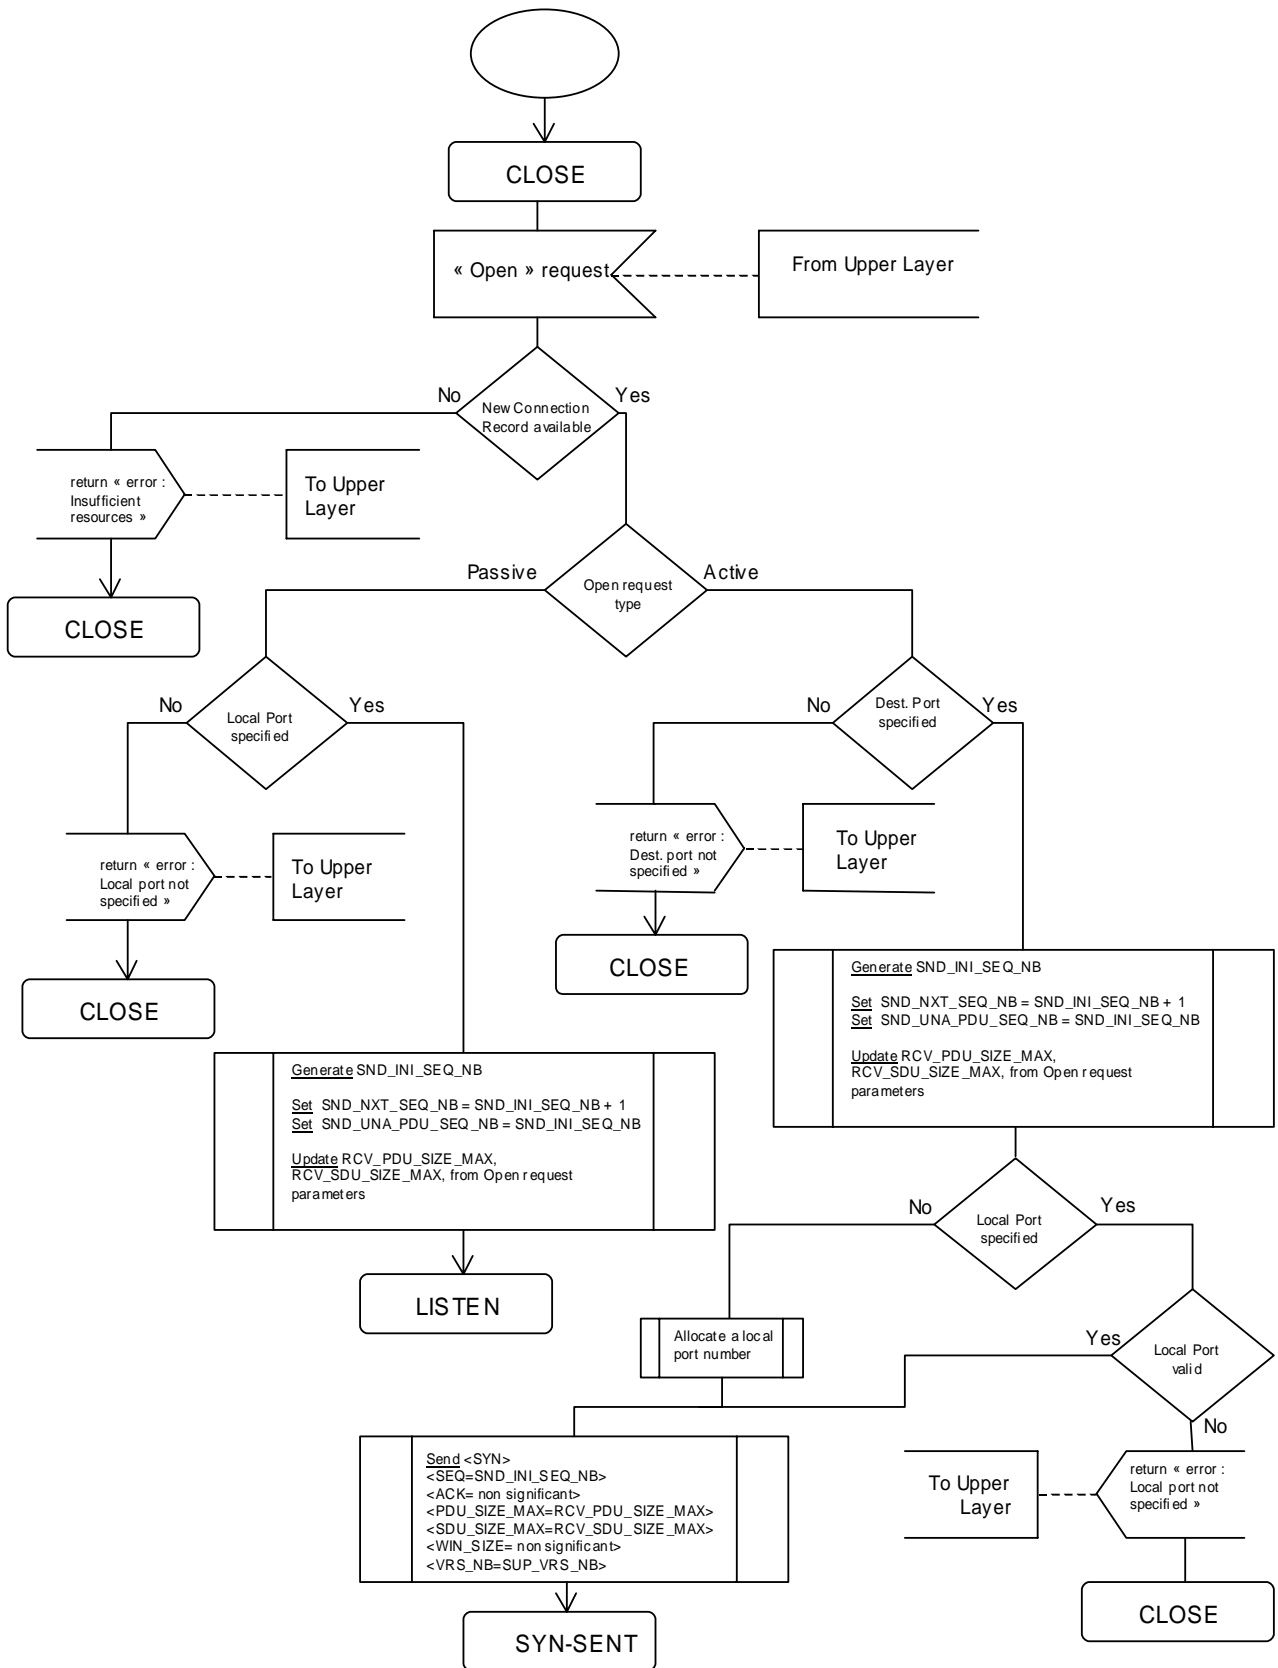 CLOSE
« Open » request
From Upper Layer
No
Yes
New Connection
Record available
return « error :
Insufficient
resources »
To Upper
Layer
CLOSE
Passive
Active
Open request
type
No
Yes
Local Port
specified
No
Yes
Dest. Port
specified
return « error :
Local port not
specified »
To Upper
Layer
CLOSE
return « error :
Dest. port not
specified »
To Upper
Layer
CLOSE
Generate SND_INI_SEQ_NB
Set SND_NXT_SEQ_NB = SND_INI_SEQ_NB + 1
Set SND_UNA_PDU_SEQ_NB = SND_INI_SEQ_NB
Update RCV_PDU_SIZE_MAX,
RCV_SDU_SIZE_MAX, from Open request
parameters
Generate SND_INI_SEQ_NB
Set SND_NXT_SEQ_NB = SND_INI_SEQ_NB + 1
Set SND_UNA_PDU_SEQ_NB = SND_INI_SEQ_NB
Update RCV_PDU_SIZE_MAX,
RCV_SDU_SIZE_MAX, from Open request
parameters
LISTEN
No
Yes
Local Port
specified
Allocate a local
port number
Yes
Local Port
valid
No
Send <SYN>
<SEQ=SND_INI_SEQ_NB>
<ACK= non significant>
<PDU_SIZE_MAX=RCV_PDU_SIZE_MAX>
<SDU_SIZE_MAX=RCV_SDU_SIZE_MAX>
<WIN_SIZE= non significant>
<VRS_NB=SUP_VRS_NB>
To Upper
Layer
return « error :
Local port not
specified »
CLOSE
SYN-SENT